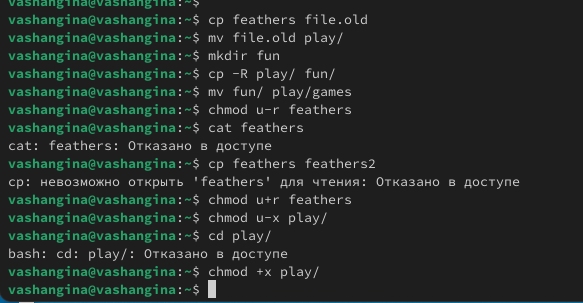 vashangina@vashangina:~$
vashangina@vashangina:~$ cp feathers file.old
vashangina@vashangina:~$ mv file.old play/
vashangina@vashangina:~$ mkdir fun
vashangina@vashangina:~$ cp -R play/ fun/
vashangina@vashangina:~$ mv fun/ play/games
vashangina@vashangina:~$ chmod u-r feathers
vashangina@vashangina:~$ cat feathers
cat: feathers: Отказано в доступе
vashangina@vashangina:~$ cp feathers feathers2
cp: невозможно открыть 'feathers' для чтения: Отказано в доступе
vashangina@vashangina:~$ chmod u+r feathers
vashangina@vashangina:~$ chmod u-x play/
vashangina@vashangina:~$ cd play/
bash: cd: play/: Отказано в доступе
vashangina@vashangina:~$ chmod +x play/
vashangina@vashangina:~$